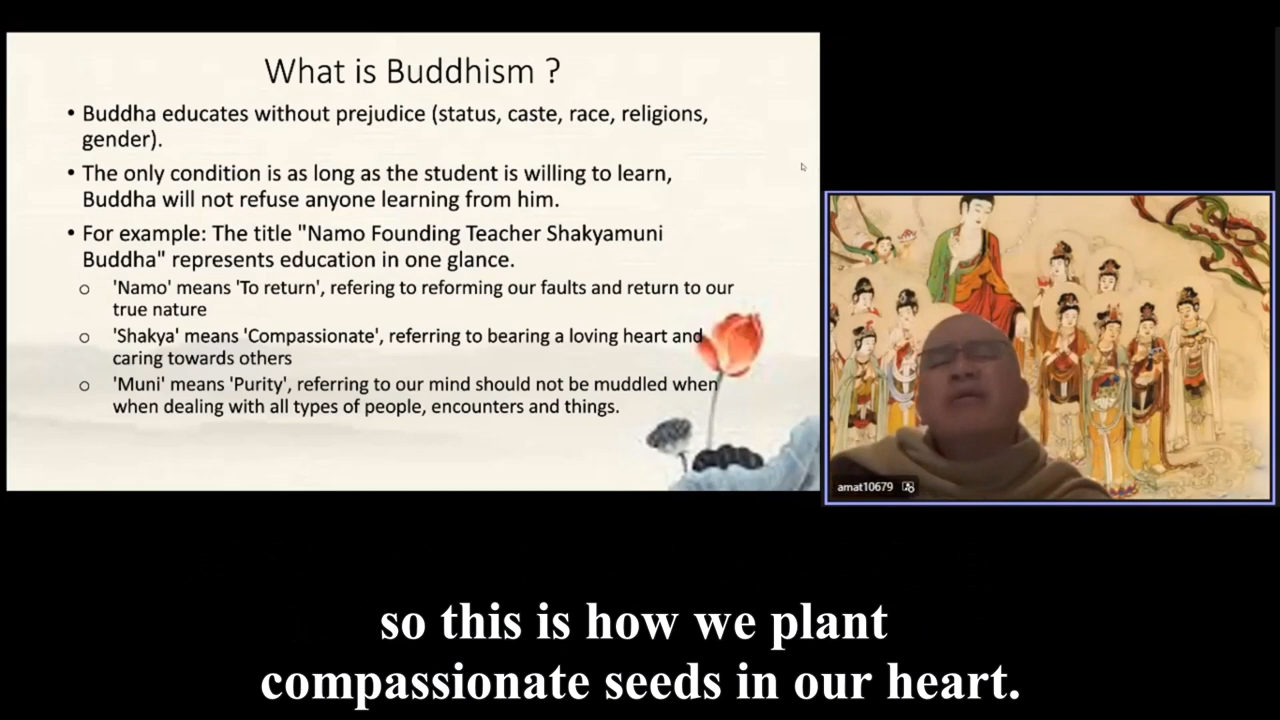 What is Buddhism ?
• Buddha educates without prejudice (status, caste, race, religions,
gender).
• The only condition is as long as the student is willing to learn,
Buddha will not refuse anyone learning from him.
• For example: The title "Namo Founding Teacher Shakyamuni
Buddha" represents education in one glance.
o 'Namo' means 'To return', refering to reforming our faults and return to our
true nature
o 'Shakya' means 'Compassionate', referring to bearing a loving heart and
caring towards others
o 'Muni' means 'Purity', referring to our mind should not be muddled when
when dealing with all types of people, encounters and things.
amat10679
so this is how we plant
compassionate seeds in our heart.